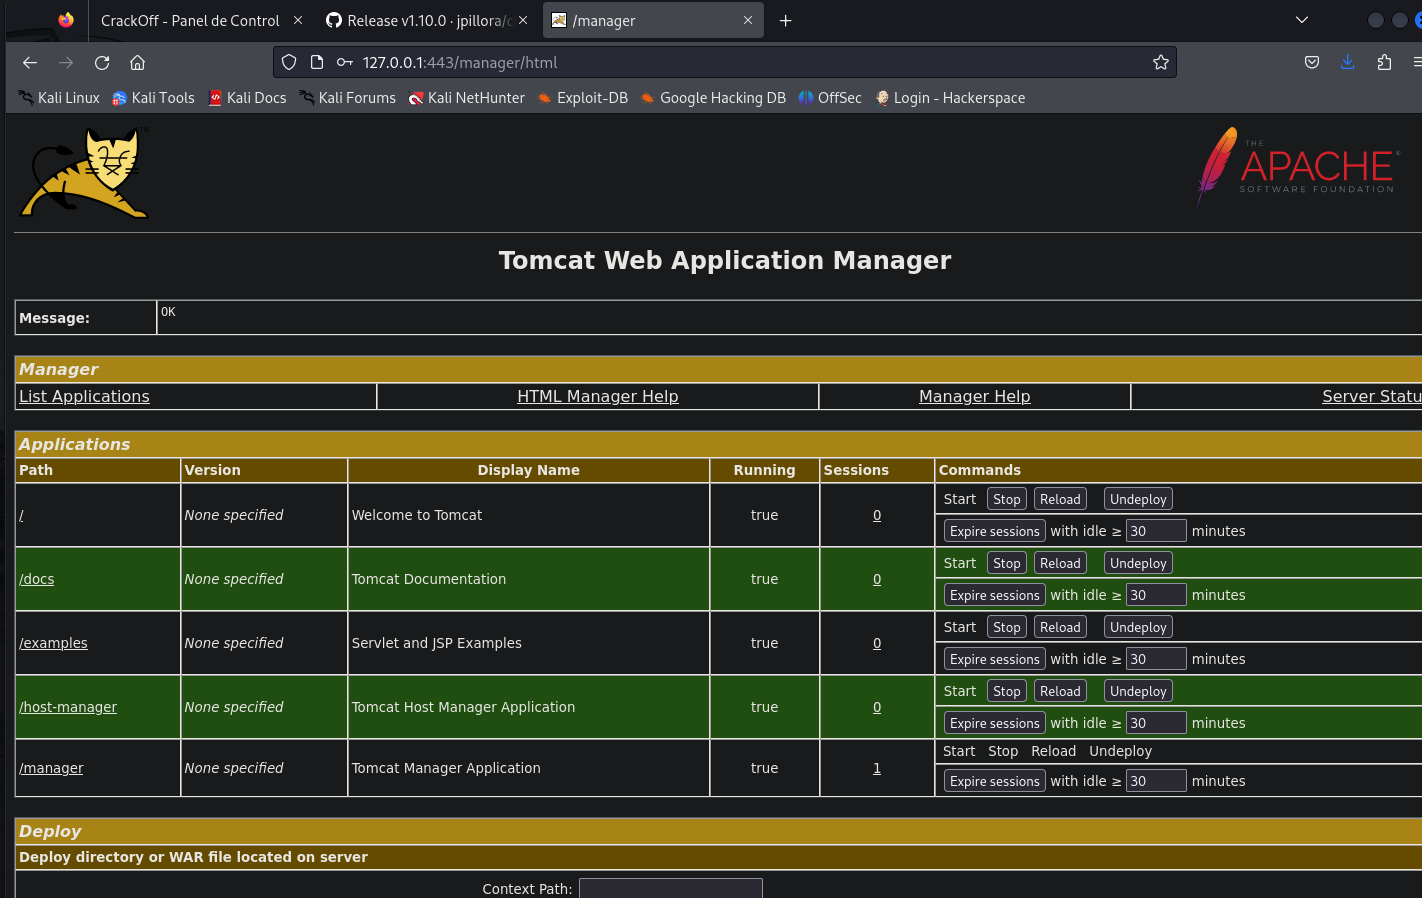 CrackOff - Panel de Control
Release v1.10.0 · jpillora/c
/manager
127.0.0.1:443/manager/html
Kali Linux Kali Tools Kali Docs Kali Forums Kali NetHunter Exploit-DB Google Hacking DB OffSec Login - Hackerspace
TM
THE
APACHE®
SOFTWARE FOUNDATION
Tomcat Web Application Manager
Message: OK
Manager
List Applications HTML Manager Help Manager Help Server Statu
Applications
Path Version Display Name Running Sessions Commands
/ None specified Welcome to Tomcat true 0 Start Stop Reload Undeploy
Expire sessions with idle ≥ 30 minutes
/docs None specified Tomcat Documentation true 0 Start Stop Reload Undeploy
Expire sessions with idle ≥ 30 minutes
/examples None specified Servlet and JSP Examples true 0 Start Stop Reload Undeploy
Expire sessions with idle ≥ 30 minutes
/host-manager None specified Tomcat Host Manager Application true 0 Start Stop Reload Undeploy
Expire sessions with idle ≥ 30 minutes
/manager None specified Tomcat Manager Application true 1 Start Stop Reload Undeploy
Expire sessions with idle ≥ 30 minutes
Deploy
Deploy directory or WAR file located on server
Context Path: